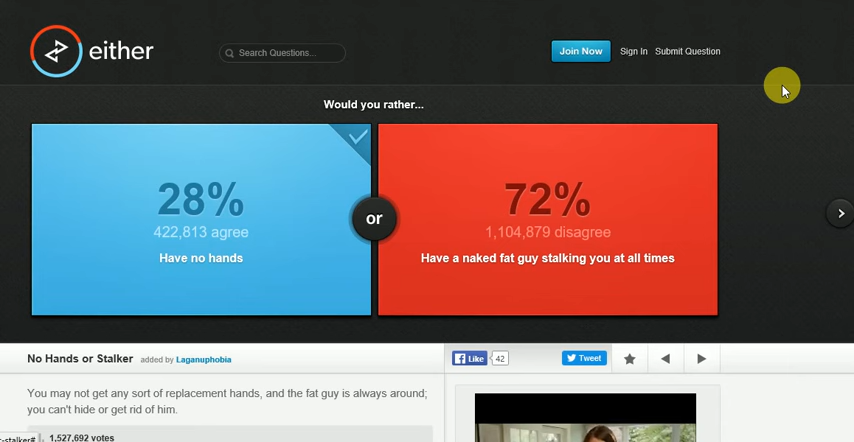 either
Search Questions...
Join Now
Sign In
Submit Question
Would you rather...
28%
422,813 agree
Have no hands
or
72%
1,104,879 disagree
Have a naked fat guy stalking you at all times
No Hands or Stalker added by Laganuphobia
Like 42
Tweet
You may not get any sort of replacement hands, and the fat guy is always around;
you can't hide or get rid of him.
1,527,692 votes
-stalker#